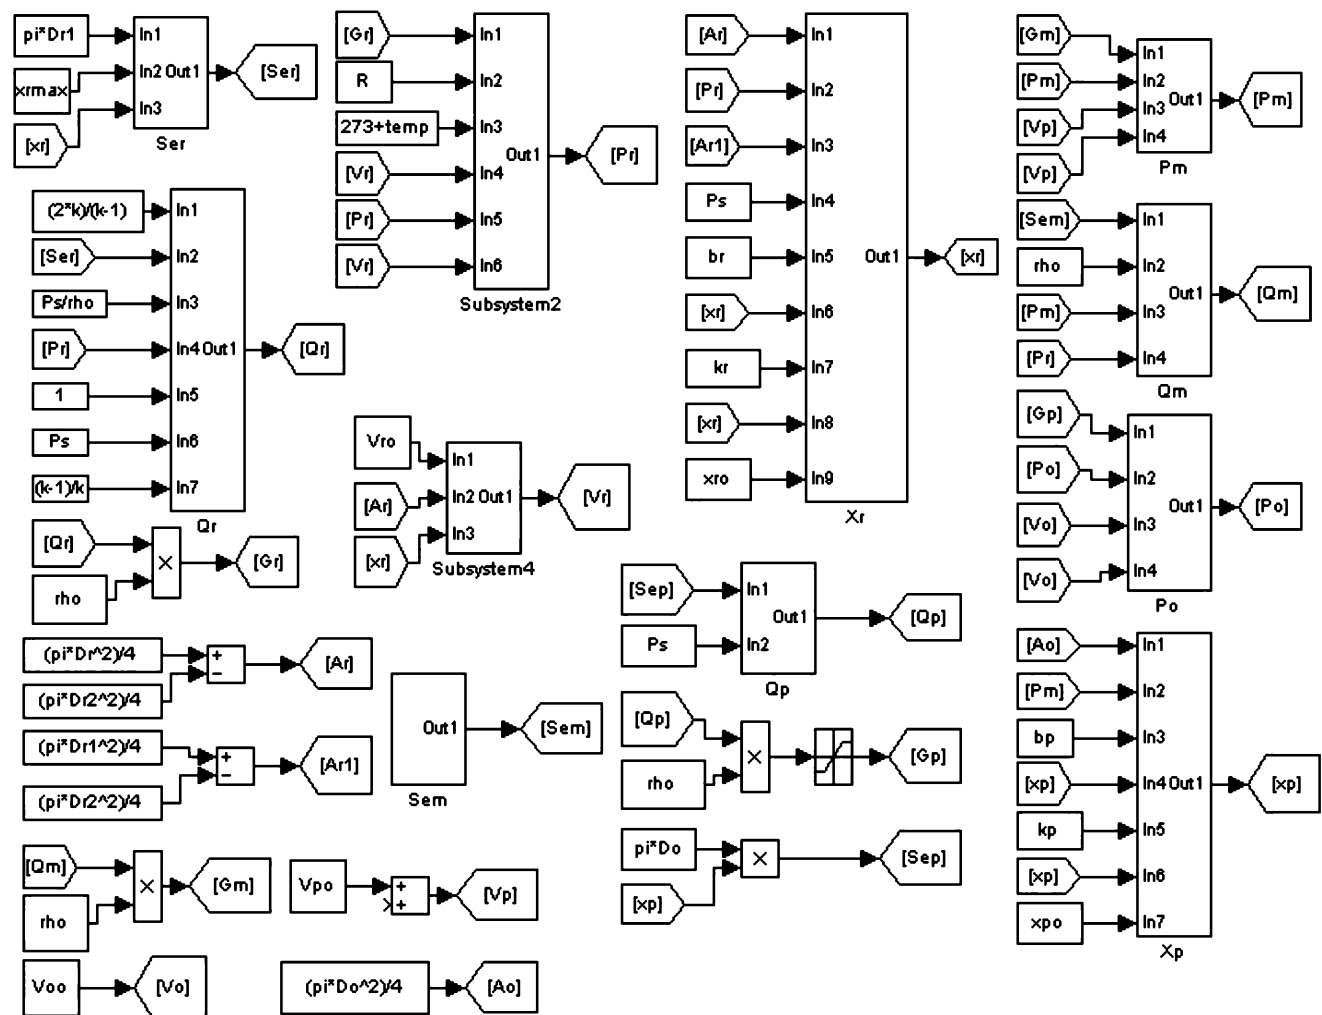 pi*Dr1
xrmax
[xr]
In1
In2 Out1
In3
Ser
[Ser]
(2*k)/(k-1)
[Ser]
Ps/rho
[Pr]
1
Ps
(k-1)/k
In1
In2
In3
In4 Out1
In5
In6
In7
Qr
[Qr]
[Qr]
rho
×
[Gr]
(pi*Dr^2)/4
(pi*Dr2^2)/4
+
−
[Ar]
(pi*Dr1^2)/4
(pi*Dr2^2)/4
+
−
[Ar1]
[Qm]
rho
×
[Gm]
Voo
[Vo]
[Gr]
R
273+temp
[Vr]
[Pr]
[Vr]
In1
In2
In3
Out1
In4
In5
In6
Subsystem2
[Pr]
Vro
[Ar]
[xr]
In1
In2 Out1
In3
Subsystem4
[Vr]
Out1
Sem
[Sem]
Vpo
+
+
[Vp]
(pi*Do^2)/4
[Ao]
[Ar]
[Pr]
[Ar1]
Ps
br
[xr]
kr
[xr]
xro
In1
In2
In3
In4
In5
Out1
In6
In7
In8
In9
Xr
[xr]
[Sep]
Ps
In1
Out1
In2
Qp
[Qp]
[Qp]
rho
×
[Gp]
pi*Do
[xp]
×
[Sep]
[Gm]
[Pm]
[Vp]
[Vp]
In1
In2
Out1
In3
In4
Pm
[Pm]
[Sem]
rho
[Pm]
[Pr]
In1
In2
Out1
In3
In4
Qm
[Qm]
[Gp]
[Po]
[Vo]
[Vo]
In1
In2
Out1
In3
In4
Po
[Po]
[Ao]
[Pm]
bp
[xp]
kp
[xp]
xpo
In1
In2
In3
In4 Out1
In5
In6
In7
Xp
[xp]